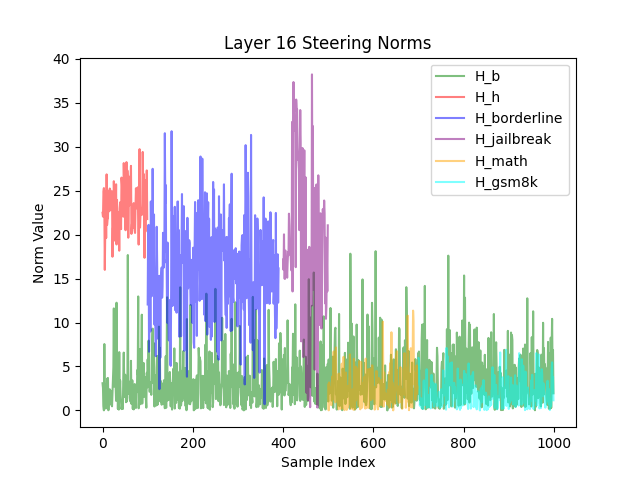 Layer 16 Steering Norms
40
35
30
25
20
15
10
5
0
Norm Value
H_b
H_h
H_borderline
H_jailbreak
H_math
H_gsm8k
0 200 400 600 800 1000
Sample Index